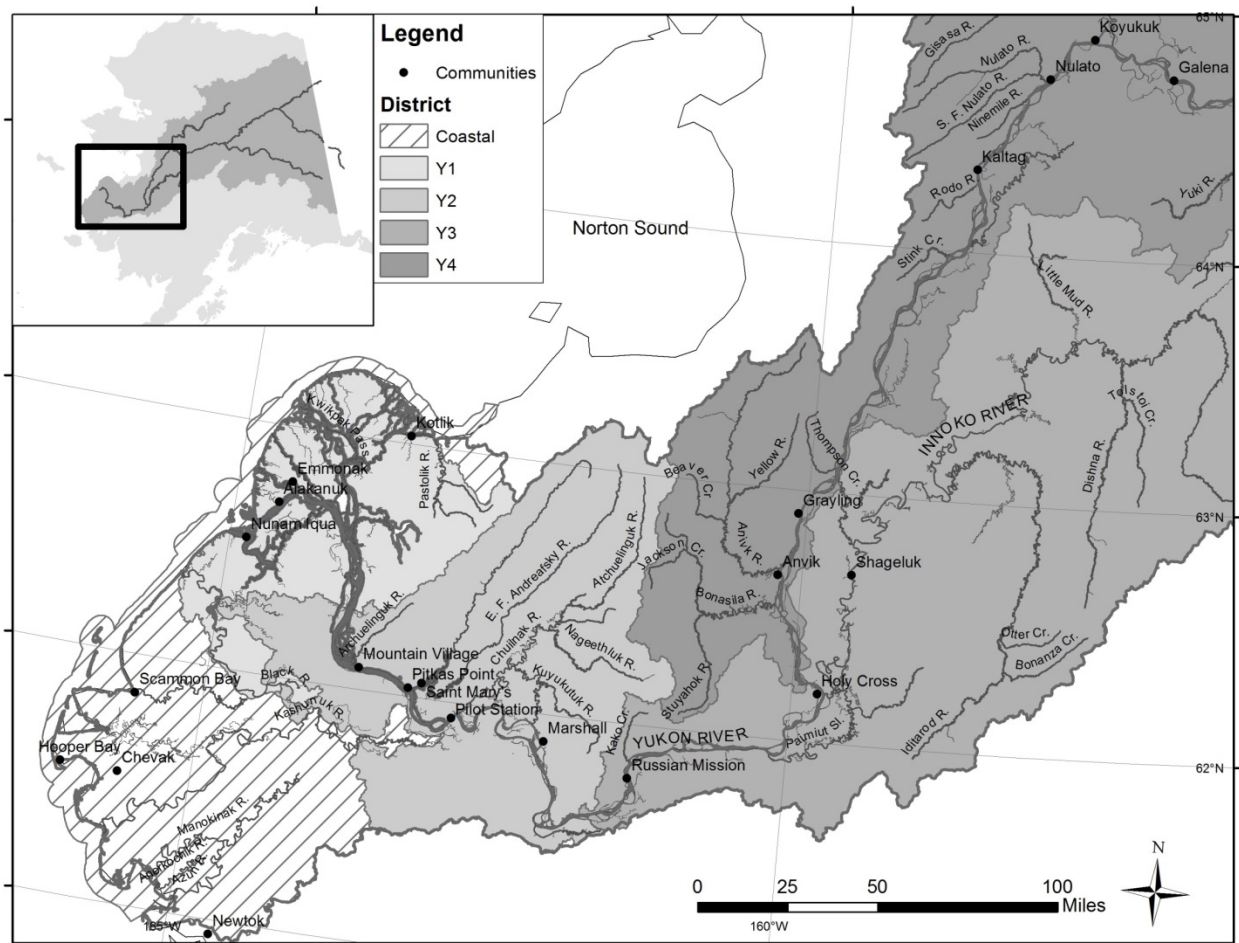 Legend
Communities
District
Coastal
Y1
Y2
Y3
Y4
65°N
Koyukuk
Gisasa R.
Nulato R.
Nulato
Galena
S. F. Nulato R.
Ninemile R.
Kaltag
Rodo R.
Yuki R.
Norton Sound
Stink Cr.
64°N
Little Mud R.
Tolstoi Cr.
INNOKO RIVER
Kwikpak Pass
Kotlik
Yellow R.
Thompson Cr.
Dishna R.
Emmonak
Alakanuk
Pastolik R.
Beaver Cr
Grayling
63°N
Nunam Iqua
E. F. Andreafsky R.
Atchuelinguk R.
Jackson Cr.
Anivk R.
Anvik
Shageluk
Bonasila R.
Atchuelinguk R.
Chuilnak R.
Nageethluk R.
Otter Cr.
Bonanza Cr.
Mountain Village
Black R.
Pitkas Point
Saint Mary's
Scammon Bay
Kashunuk R.
Kuyukutuk R.
Stuyahok R.
Holy Cross
Pilot Station
Marshall
Kako Cr.
YUKON RIVER
Paimiut Sl.
Iditarod R.
Hooper Bay
Chevak
Russian Mission
62°N
Manokinak R.
Azun R.
N
0 25 50 100
Miles
Newtok
165°W
160°W